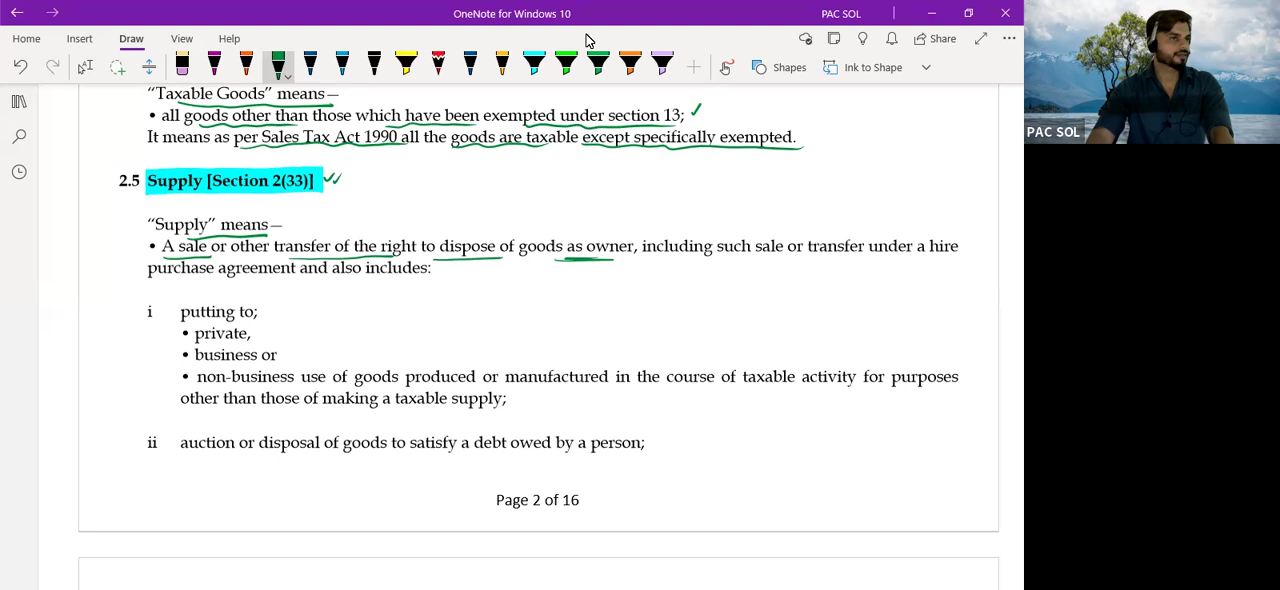 OneNote for Windows 10
PAC SOL
Home Insert Draw View Help
Share
Shapes
Ink to Shape
“Taxable Goods” means—
• all goods other than those which have been exempted under section 13;
It means as per Sales Tax Act 1990 all the goods are taxable except specifically exempted.
2.5 Supply [Section 2(33)]
“Supply” means—
• A sale or other transfer of the right to dispose of goods as owner, including such sale or transfer under a hire
purchase agreement and also includes:
i putting to;
• private,
• business or
• non-business use of goods produced or manufactured in the course of taxable activity for purposes
other than those of making a taxable supply;
ii auction or disposal of goods to satisfy a debt owed by a person;
Page 2 of 16
PAC SOL